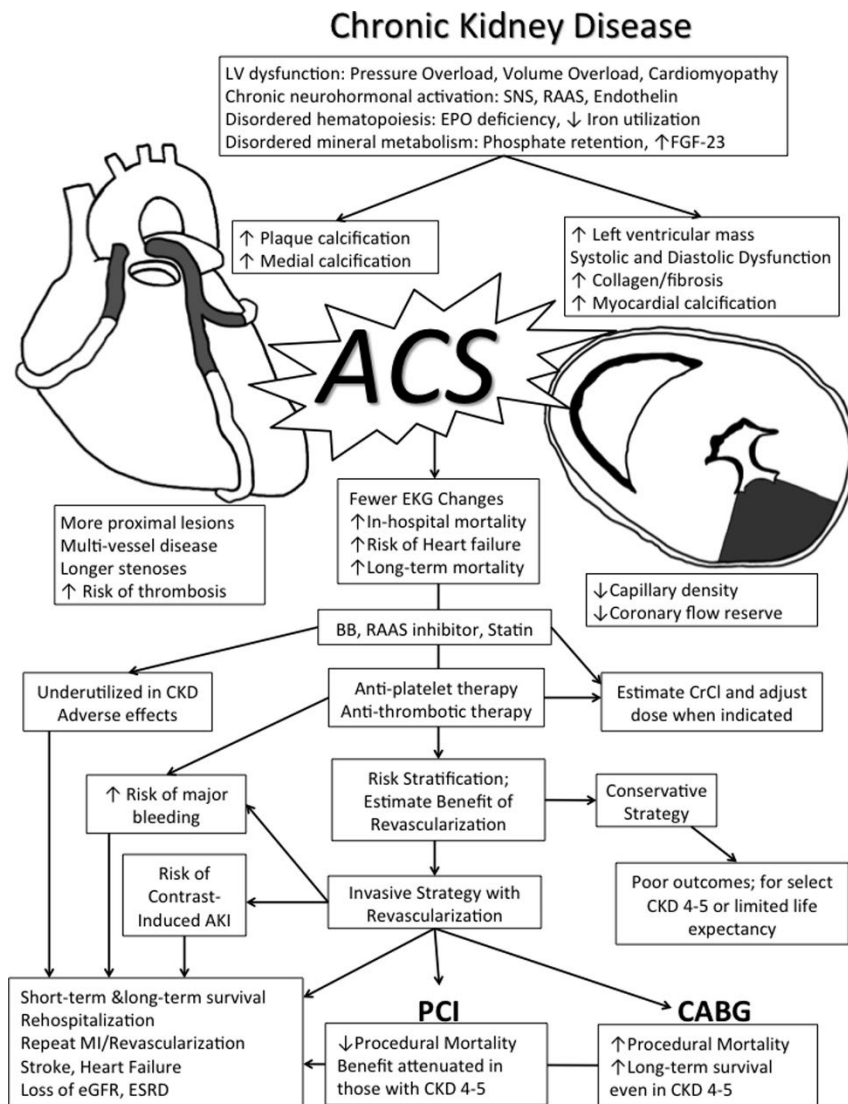 Chronic Kidney Disease
LV dysfunction: Pressure Overload, Volume Overload, Cardiomyopathy
Chronic neurohormonal activation: SNS, RAAS, Endothelin
Disordered hematopoiesis: EPO deficiency, ↓ Iron utilization
Disordered mineral metabolism: Phosphate retention, ↑FGF-23
↑ Plaque calcification
↑ Medial calcification
↑ Left ventricular mass
Systolic and Diastolic Dysfunction
↑ Collagen/fibrosis
↑ Myocardial calcification
ACS
More proximal lesions
Multi-vessel disease
Longer stenoses
↑ Risk of thrombosis
Fewer EKG Changes
↑In-hospital mortality
↑Risk of Heart failure
↑Long-term mortality
↓Capillary density
↓Coronary flow reserve
BB, RAAS inhibitor, Statin
Underutilized in CKD
Adverse effects
Anti-platelet therapy
Anti-thrombotic therapy
Estimate CrCl and adjust
dose when indicated
↑ Risk of major
bleeding
Risk Stratification;
Estimate Benefit of
Revascularization
Conservative
Strategy
Risk of
Contrast-
Induced AKI
Invasive Strategy with
Revascularization
Poor outcomes; for select
CKD 4-5 or limited life
expectancy
Short-term &long-term survival
Rehospitalization
Repeat MI/Revascularization
Stroke, Heart Failure
Loss of eGFR, ESRD
PCI
↓Procedural Mortality
Benefit attenuated in
those with CKD 4-5
CABG
↑Procedural Mortality
↑Long-term survival
even in CKD 4-5